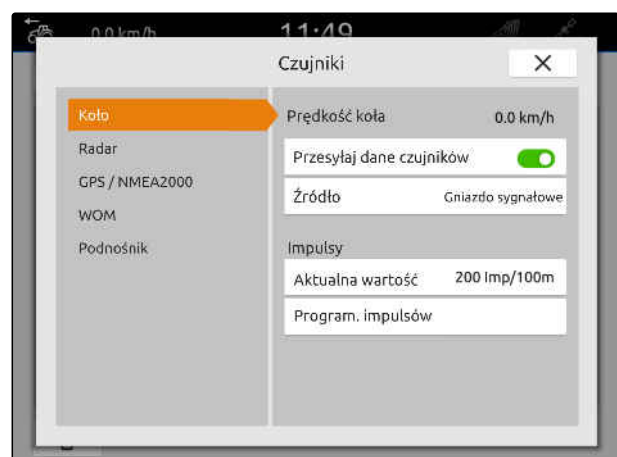 0.0 km/h 11:49
Czujniki
Koło
Radar
GPS / NMEA2000
WOM
Podnośnik
Prędkość koła 0.0 km/h
Przesyłaj dane czujników
Źródło Gniazdo sygnałowe
Impulsy
Aktualna wartość 200 Imp/100m
Program. impulsów